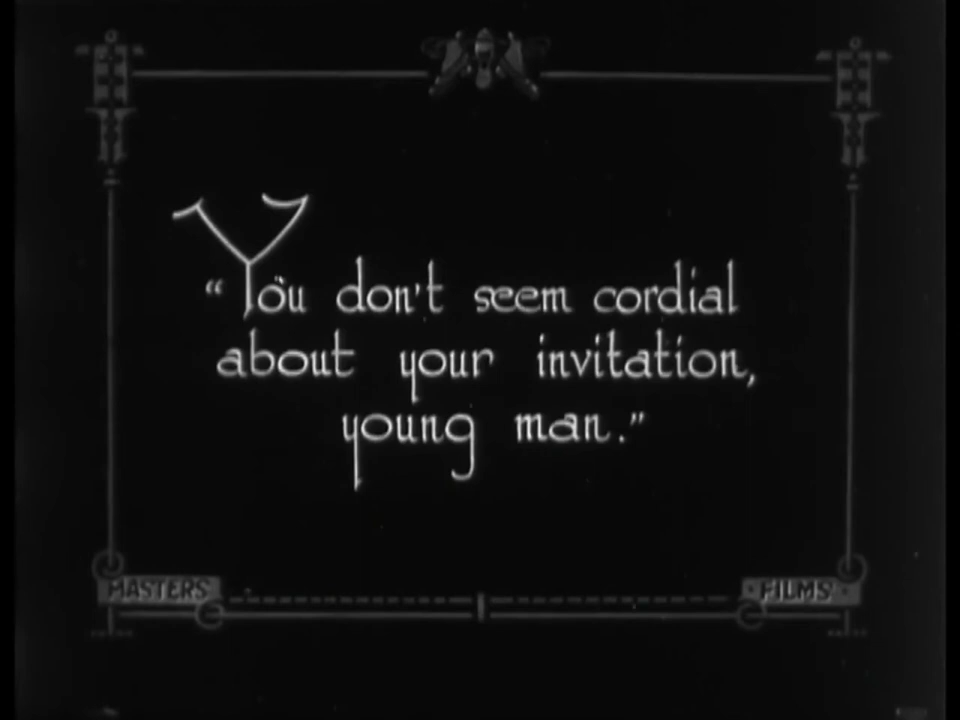 “You don't seem cordial
about your invitation,
young man.”
MASTERS
FILMS